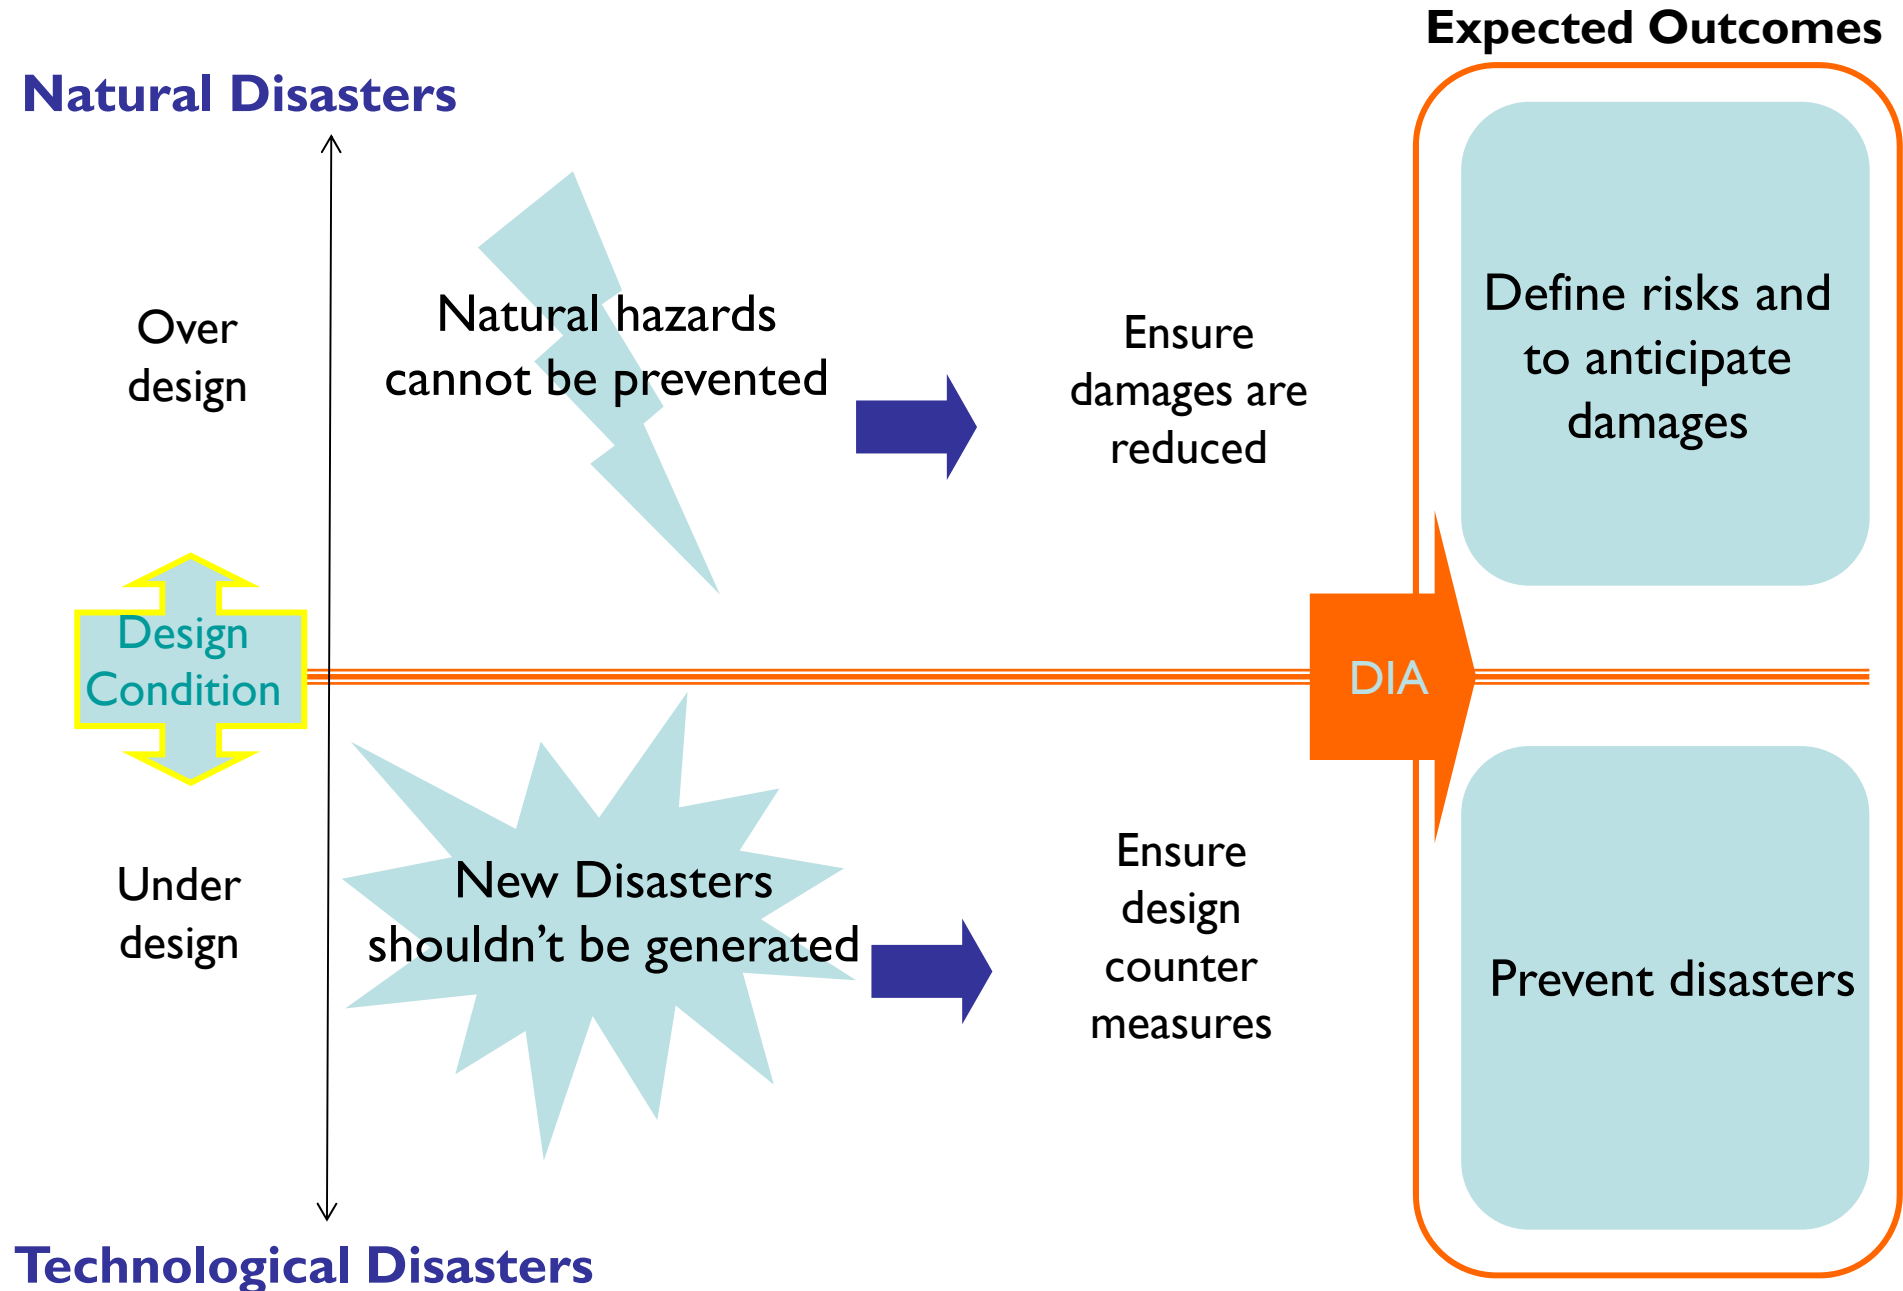 Expected Outcomes
Natural Disasters
Over
design
Natural hazards
cannot be prevented
Ensure
damages are
reduced
Define risks and
to anticipate
damages
Design
Condition
DIA
Under
design
New Disasters
shouldn’t be generated
Ensure
design
counter
measures
Prevent disasters
Technological Disasters